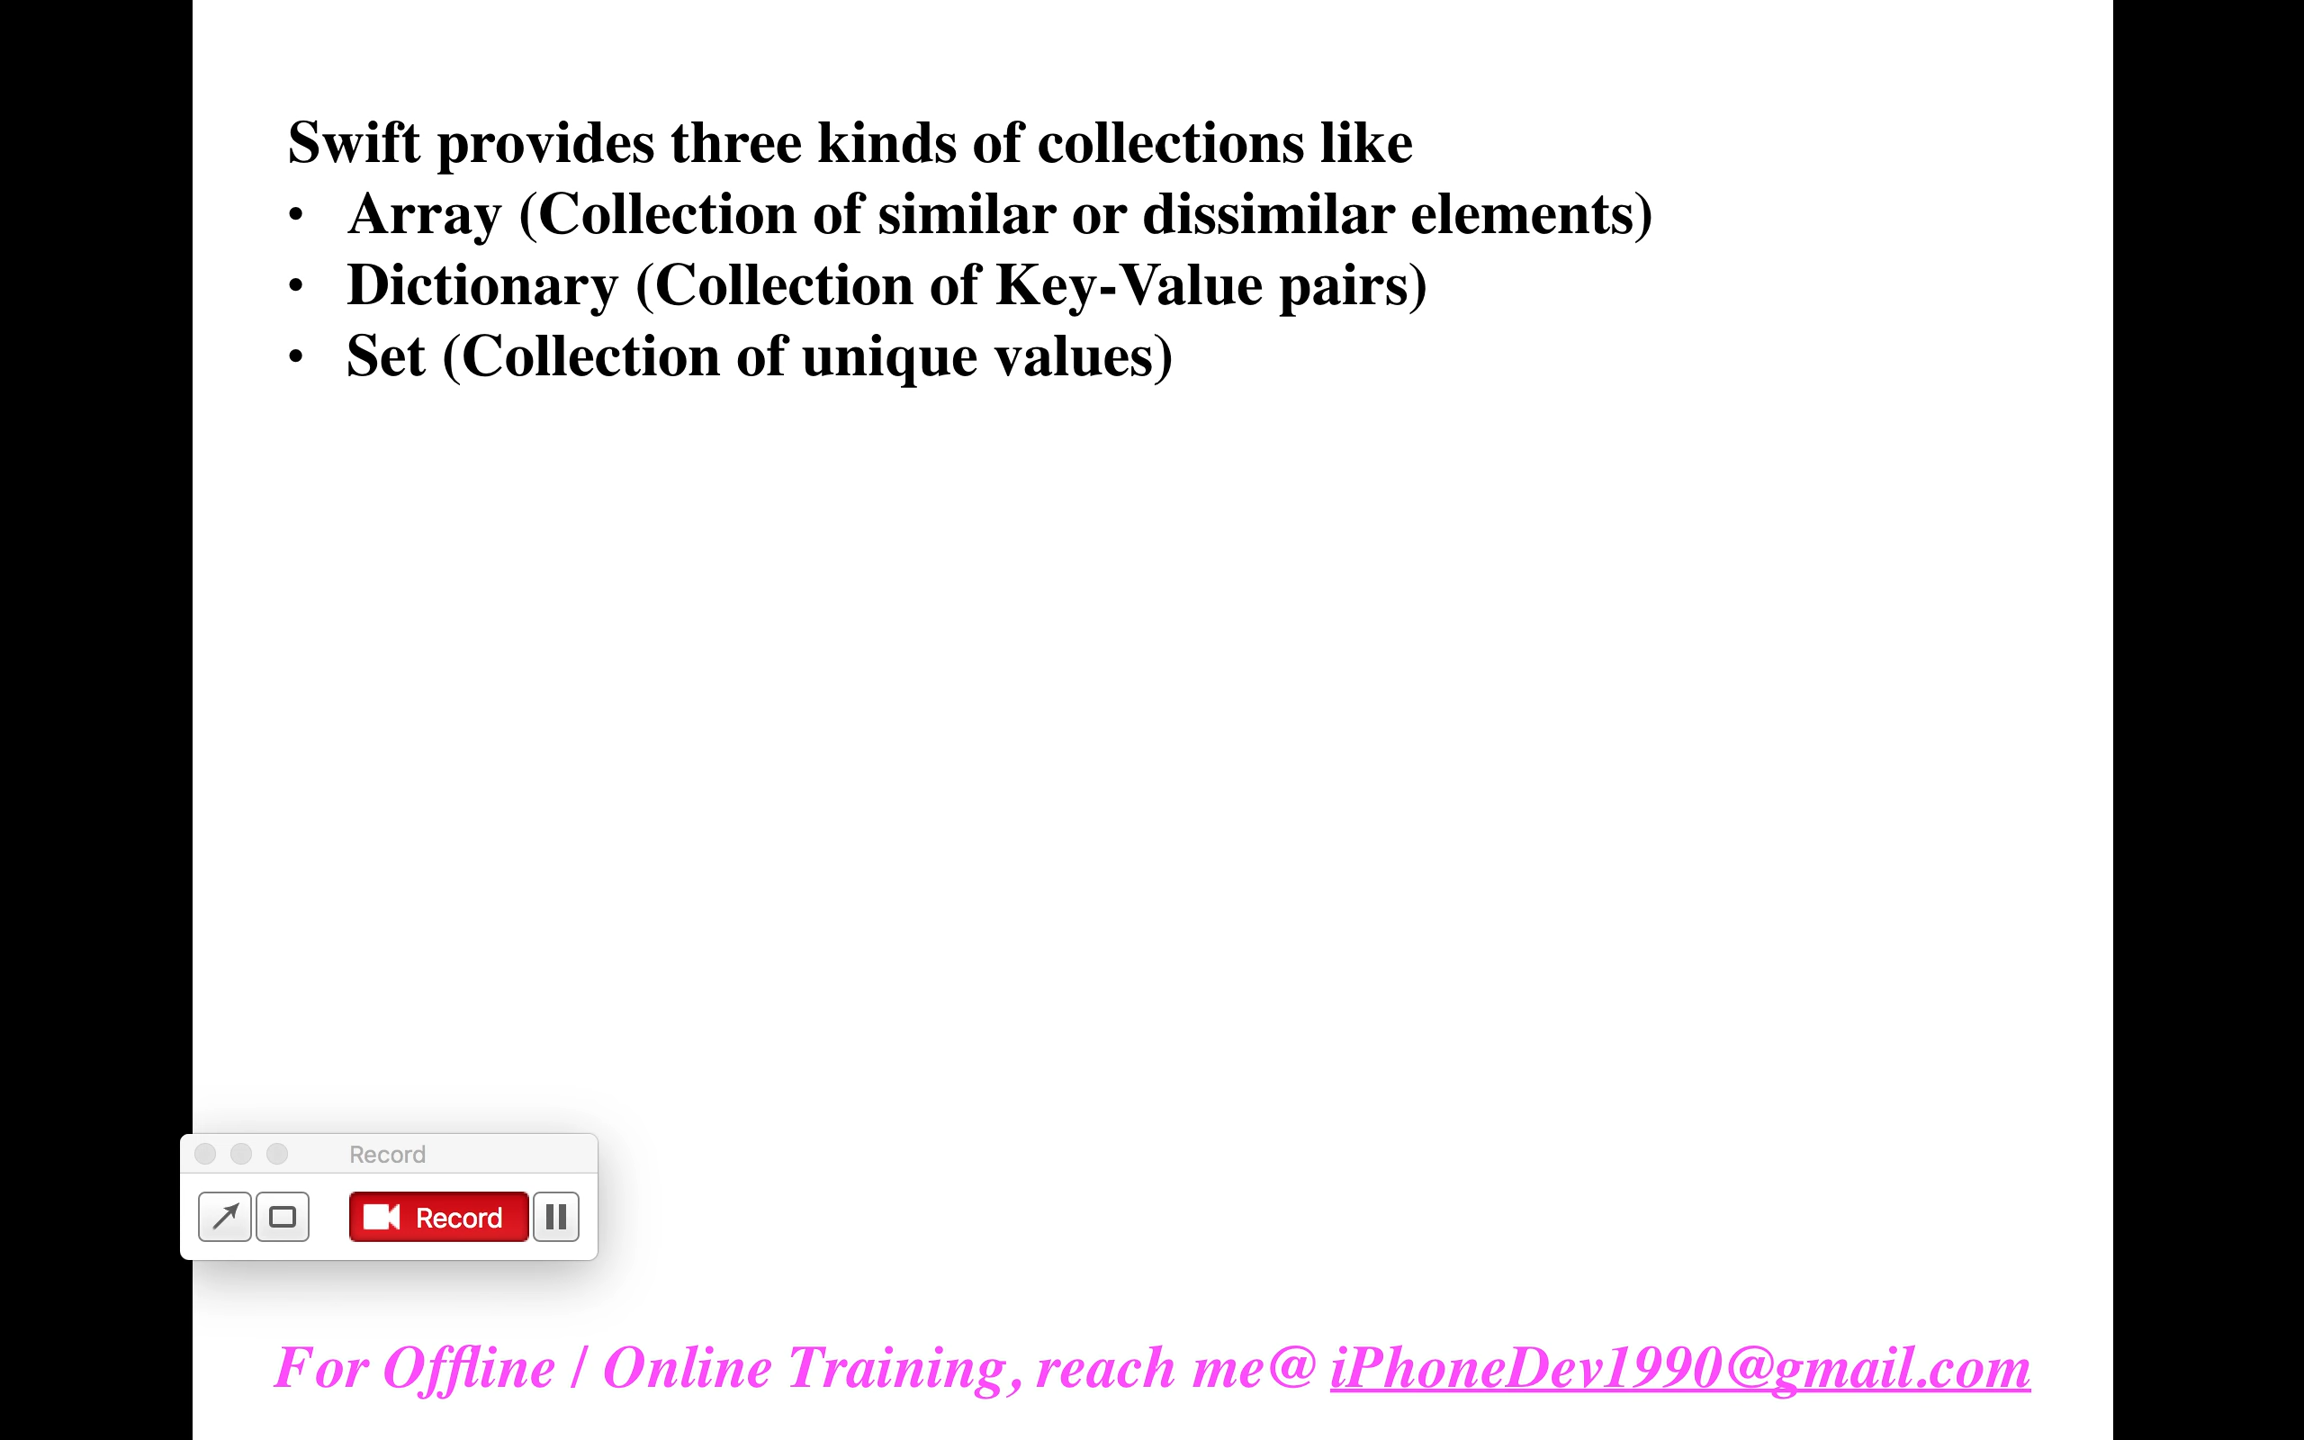 Swift provides three kinds of collections like
• Array (Collection of similar or dissimilar elements)
• Dictionary (Collection of Key-Value pairs)
• Set (Collection of unique values)
Record
Record
For Offline / Online Training, reach me@ iPhoneDev1990@gmail.com